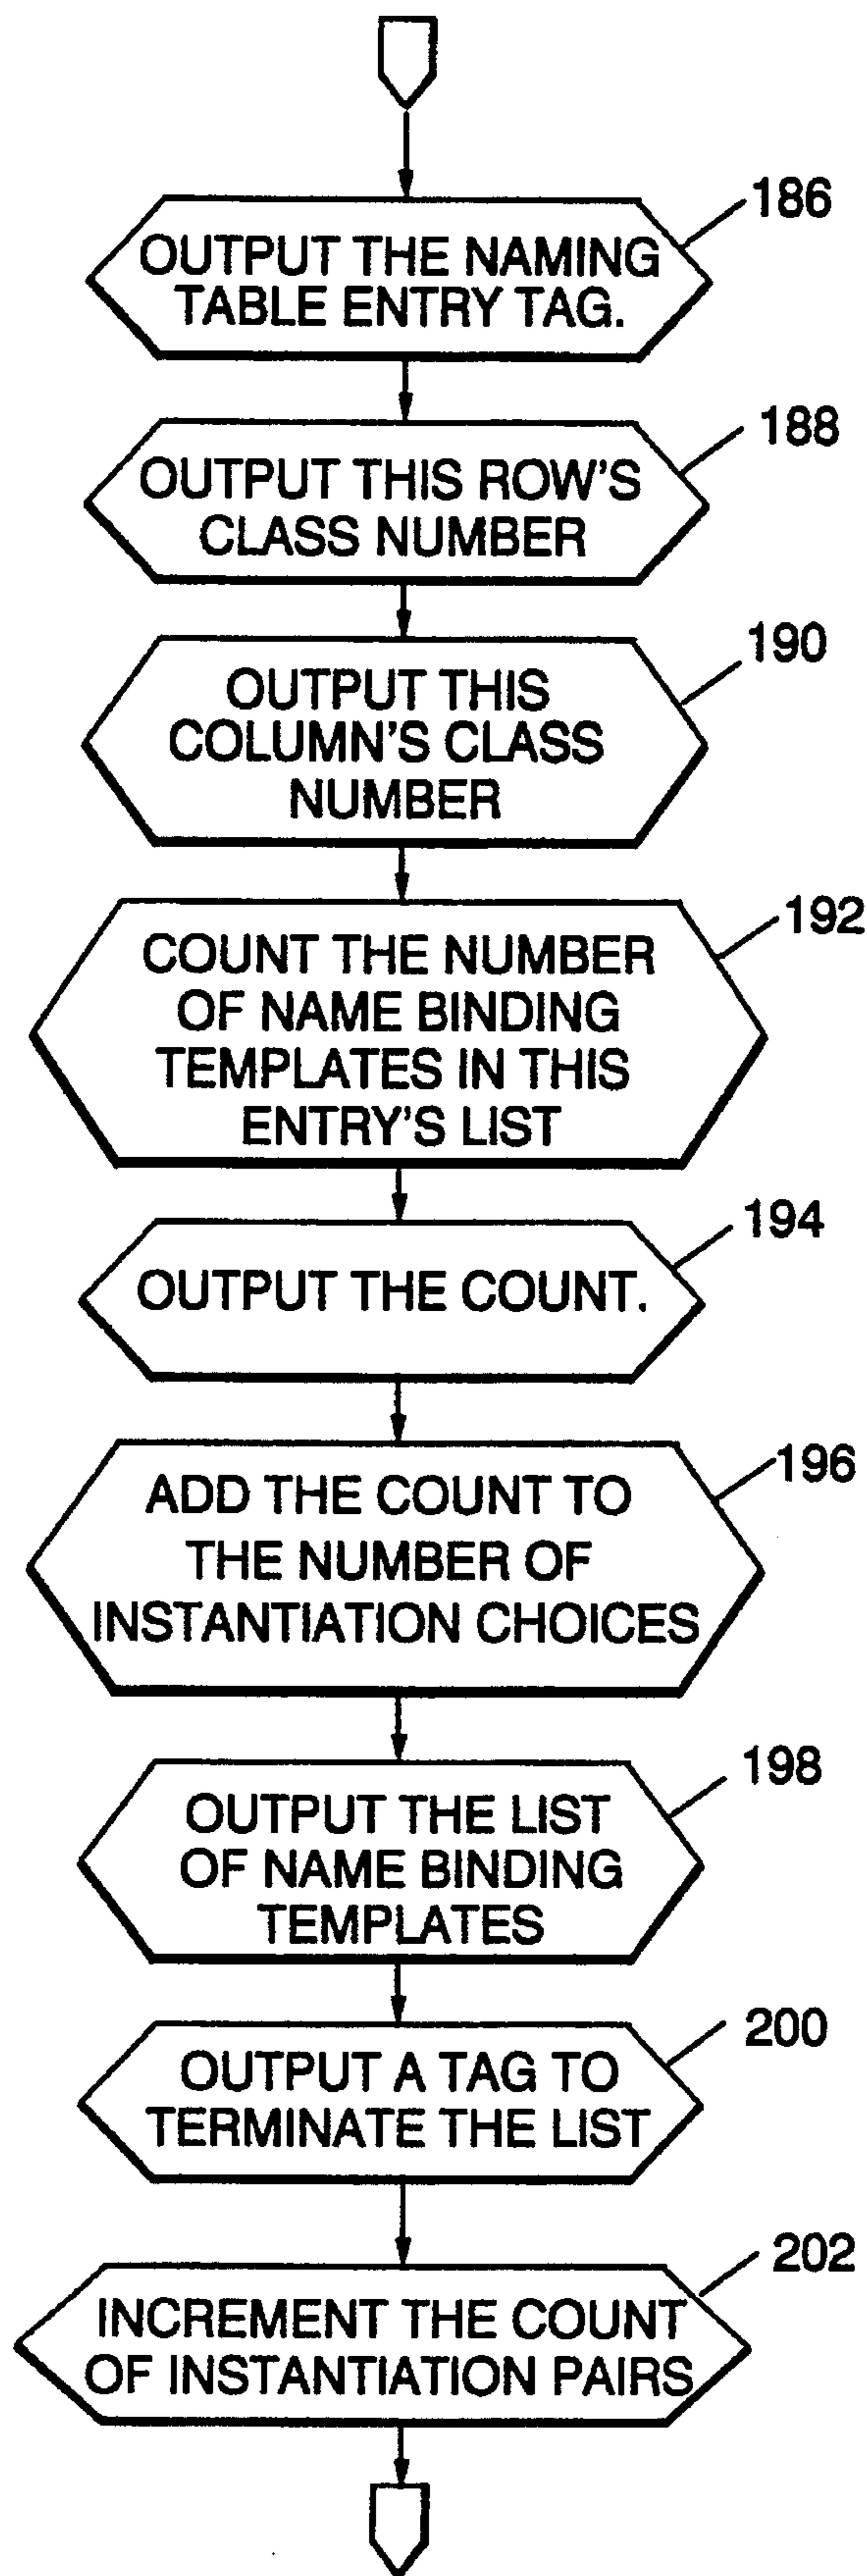 186
OUTPUT THE NAMING
TABLE ENTRY TAG.
188
OUTPUT THIS ROW'S
CLASS NUMBER
190
OUTPUT THIS
COLUMN'S CLASS
NUMBER
192
COUNT THE NUMBER
OF NAME BINDING
TEMPLATES IN THIS
ENTRY'S LIST
194
OUTPUT THE COUNT.
196
ADD THE COUNT TO
THE NUMBER OF
INSTANTIATION CHOICES
198
OUTPUT THE LIST
OF NAME BINDING
TEMPLATES
200
OUTPUT A TAG TO
TERMINATE THE LIST
202
INCREMENT THE COUNT
OF INSTANTIATION PAIRS